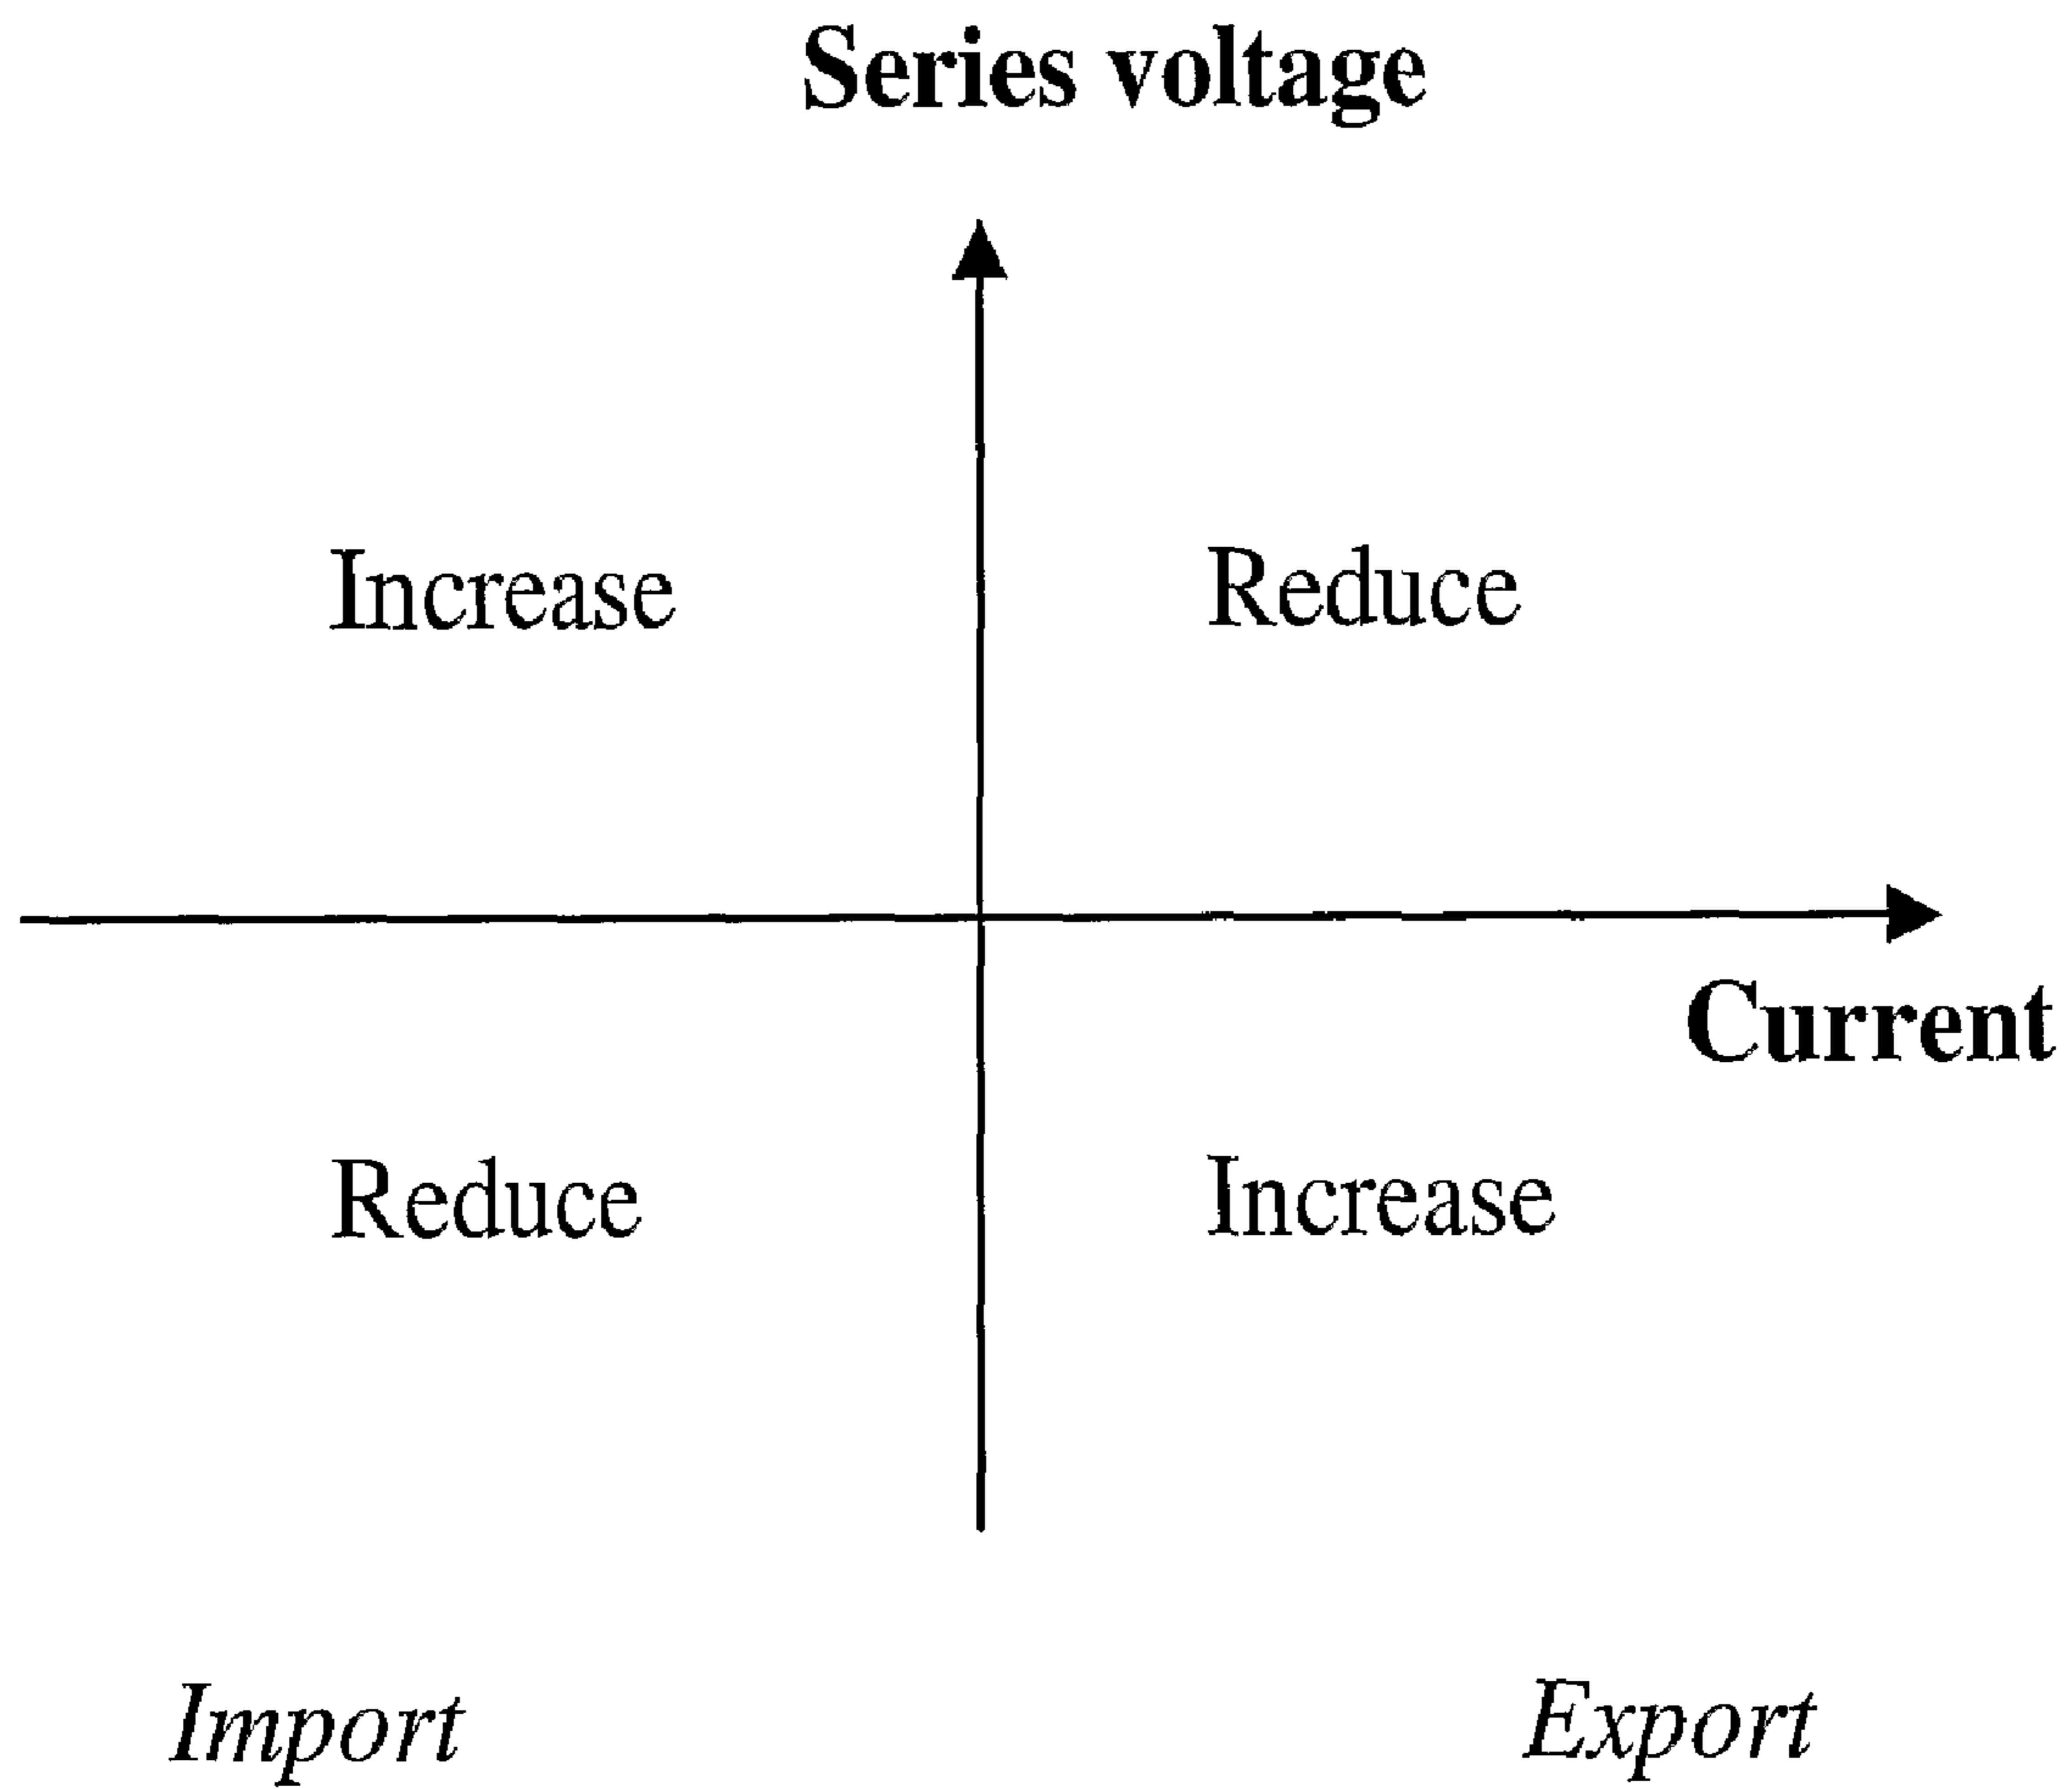 Series voltage
Increase Reduce
Current
Reduce Increase
Import Export